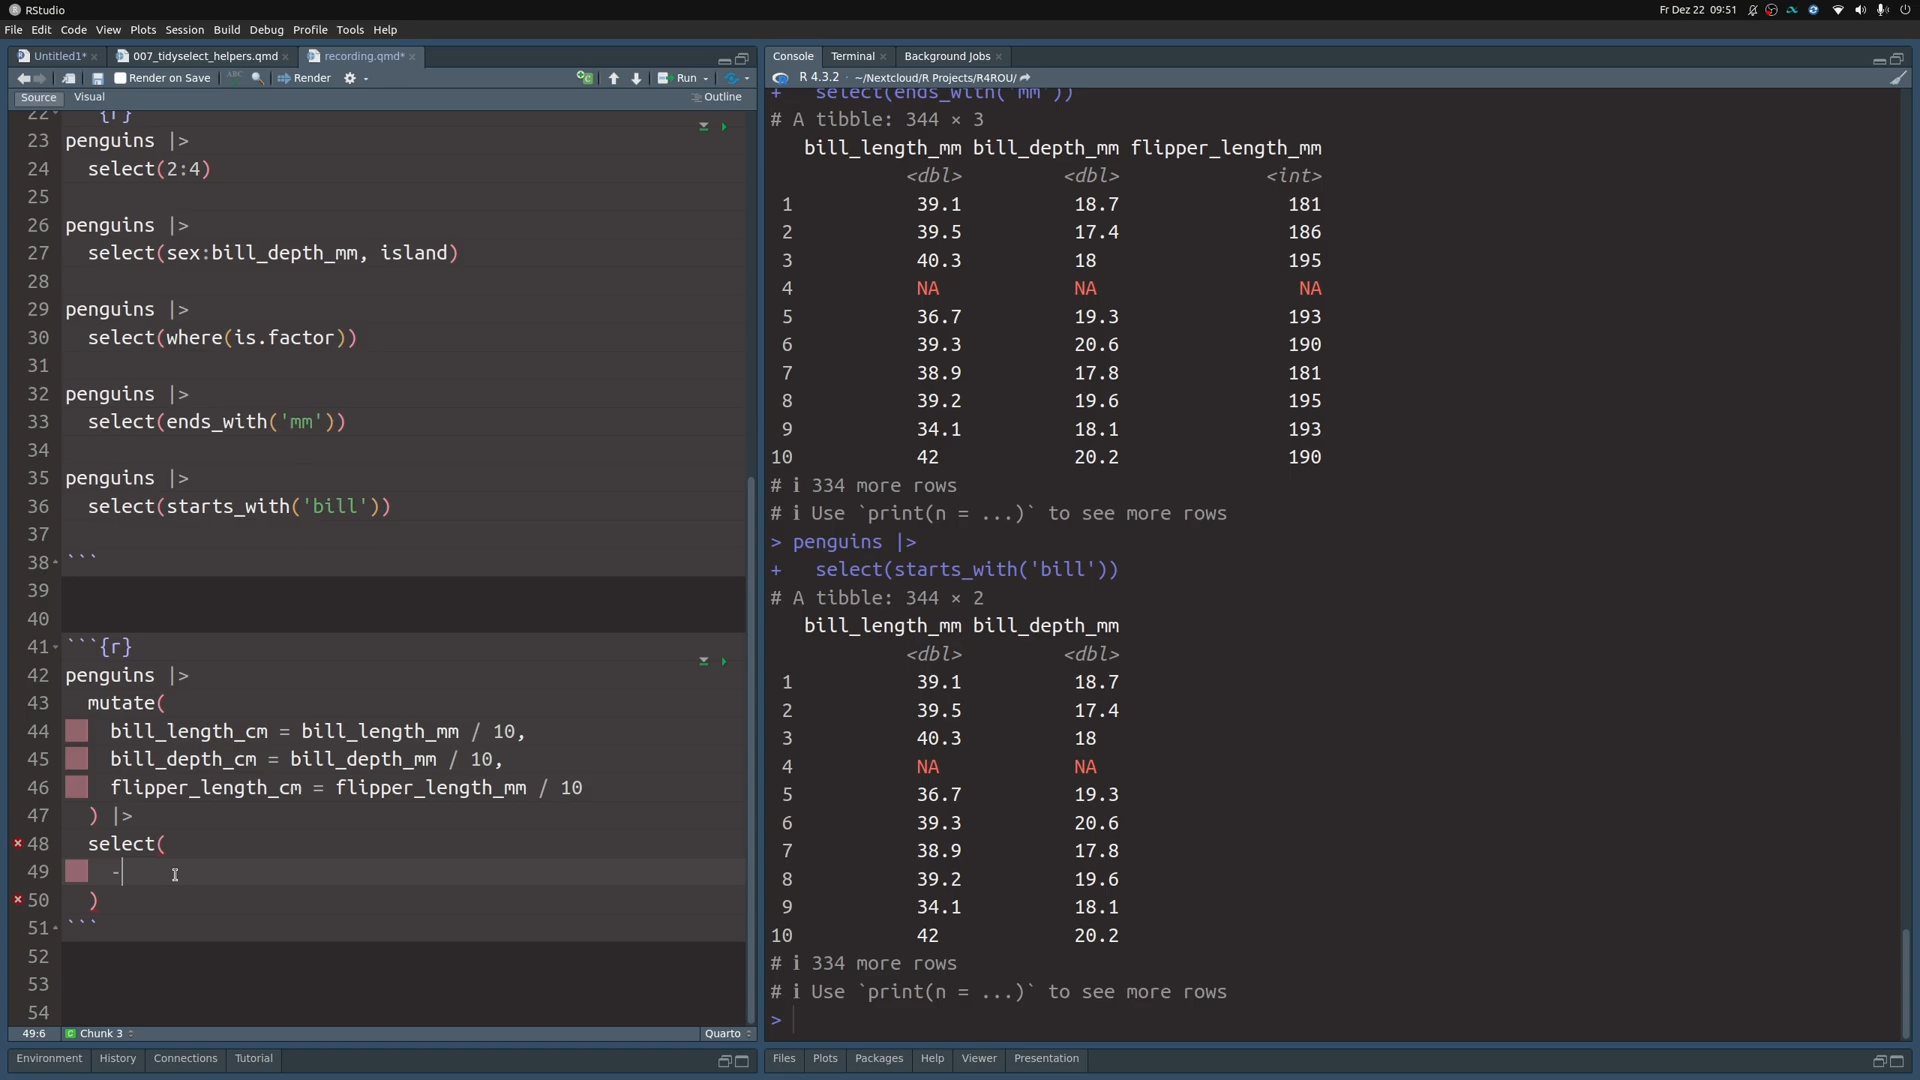 RStudio
Fr Dez 22 09:51
File Edit Code View Plots Session Build Debug Profile Tools Help
Untitled1* 007_tidyselect_helpers.qmd recording.qmd*
Render on Save ABC Render Run
Source Visual Outline
22 {r}
23 penguins |>
24 select(2:4)
25
26 penguins |>
27 select(sex:bill_depth_mm, island)
28
29 penguins |>
30 select(where(is.factor))
31
32 penguins |>
33 select(ends_with('mm'))
34
35 penguins |>
36 select(starts_with('bill'))
37
38 ```
39
40
41 ```{r}
42 penguins |>
43 mutate(
44 bill_length_cm = bill_length_mm / 10,
45 bill_depth_cm = bill_depth_mm / 10,
46 flipper_length_cm = flipper_length_mm / 10
47 ) |>
48 select(
49 -
50 )
51 ```
52
53
54
49:6 Chunk 3 Quarto
Environment History Connections Tutorial
Console Terminal Background Jobs
R 4.3.2 · ~/Nextcloud/R Projects/R4ROU/
+ select(ends_with('mm'))
# A tibble: 344 × 3
bill_length_mm bill_depth_mm flipper_length_mm
<dbl> <dbl> <int>
1 39.1 18.7 181
2 39.5 17.4 186
3 40.3 18 195
4 NA NA NA
5 36.7 19.3 193
6 39.3 20.6 190
7 38.9 17.8 181
8 39.2 19.6 195
9 34.1 18.1 193
10 42 20.2 190
# ℹ 334 more rows
# ℹ Use `print(n = ...)` to see more rows
> penguins |>
+ select(starts_with('bill'))
# A tibble: 344 × 2
bill_length_mm bill_depth_mm
<dbl> <dbl>
1 39.1 18.7
2 39.5 17.4
3 40.3 18
4 NA NA
5 36.7 19.3
6 39.3 20.6
7 38.9 17.8
8 39.2 19.6
9 34.1 18.1
10 42 20.2
# ℹ 334 more rows
# ℹ Use `print(n = ...)` to see more rows
>
Files Plots Packages Help Viewer Presentation